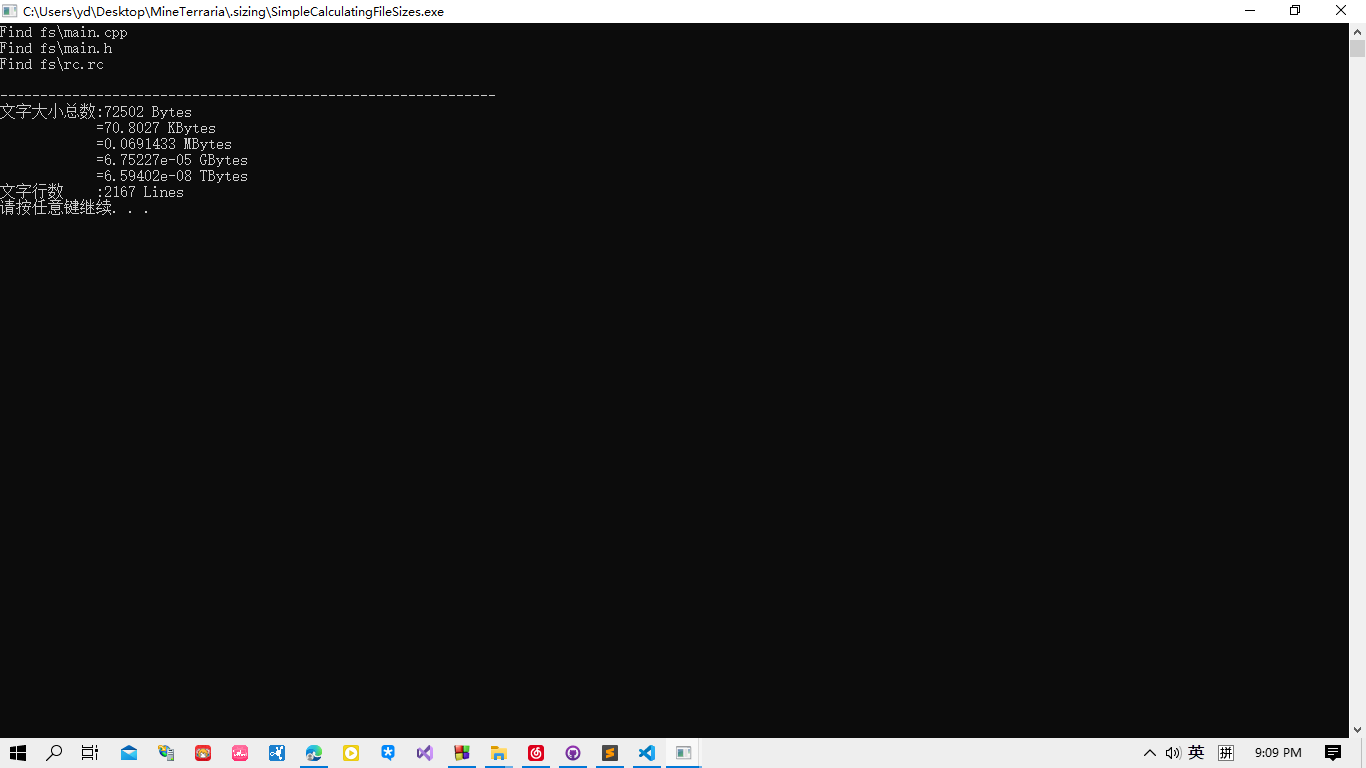 C:\Users\yd\Desktop\MineTerraria\.sizing\SimpleCalculatingFileSizes.exe
Find fs\main.cpp
Find fs\main.h
Find fs\rc.rc
--------------------------------------------------------------
文字大小总数:72502 Bytes
=70.8027 KBytes
=0.0691433 MBytes
=6.75227e-05 GBytes
=6.59402e-08 TBytes
文字行数    :2167 Lines
请按任意键继续. . .
英 拼 9:09 PM